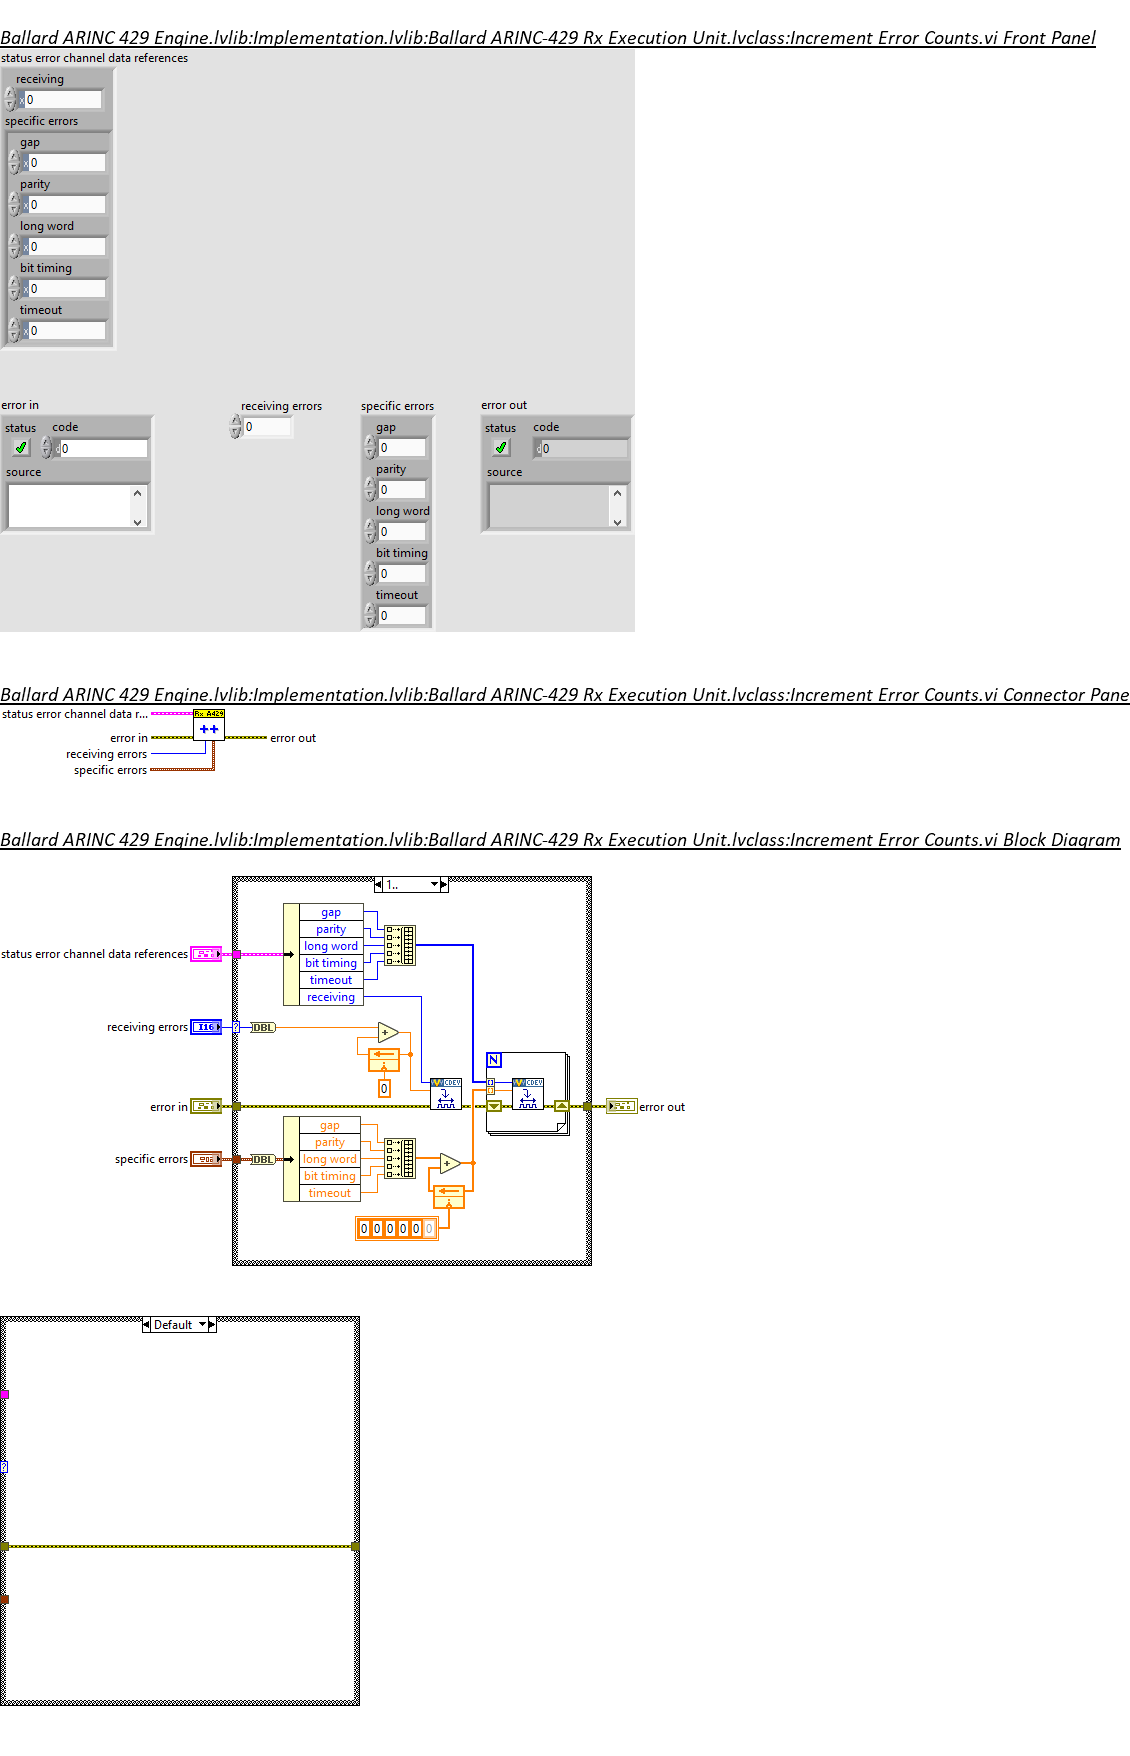 Ballard ARINC 429 Engine.lvlib:Implementation.lvlib:Ballard ARINC-429 Rx Execution Unit.lvclass:Increment Error Counts.vi Front Panel
status error channel data references
receiving
x 0
specific errors
gap
x 0
parity
x 0
long word
x 0
bit timing
x 0
timeout
x 0
error in
status code
d 0
source
receiving errors
0
specific errors
gap
0
parity
0
long word
0
bit timing
0
timeout
0
error out
status code
d 0
source
Ballard ARINC 429 Engine.lvlib:Implementation.lvlib:Ballard ARINC-429 Rx Execution Unit.lvclass:Increment Error Counts.vi Connector Pane
status error channel data r...
Rx A429
++
error in
error out
receiving errors
specific errors
Ballard ARINC 429 Engine.lvlib:Implementation.lvlib:Ballard ARINC-429 Rx Execution Unit.lvclass:Increment Error Counts.vi Block Diagram
1..
gap
parity
long word
bit timing
timeout
receiving
status error channel data references
receiving errors
I16
?
DBL
+
0
N
CDEV
CDEV
error in
error out
specific errors
DBL
gap
parity
long word
bit timing
timeout
+
0 0 0 0 0 0
Default
?